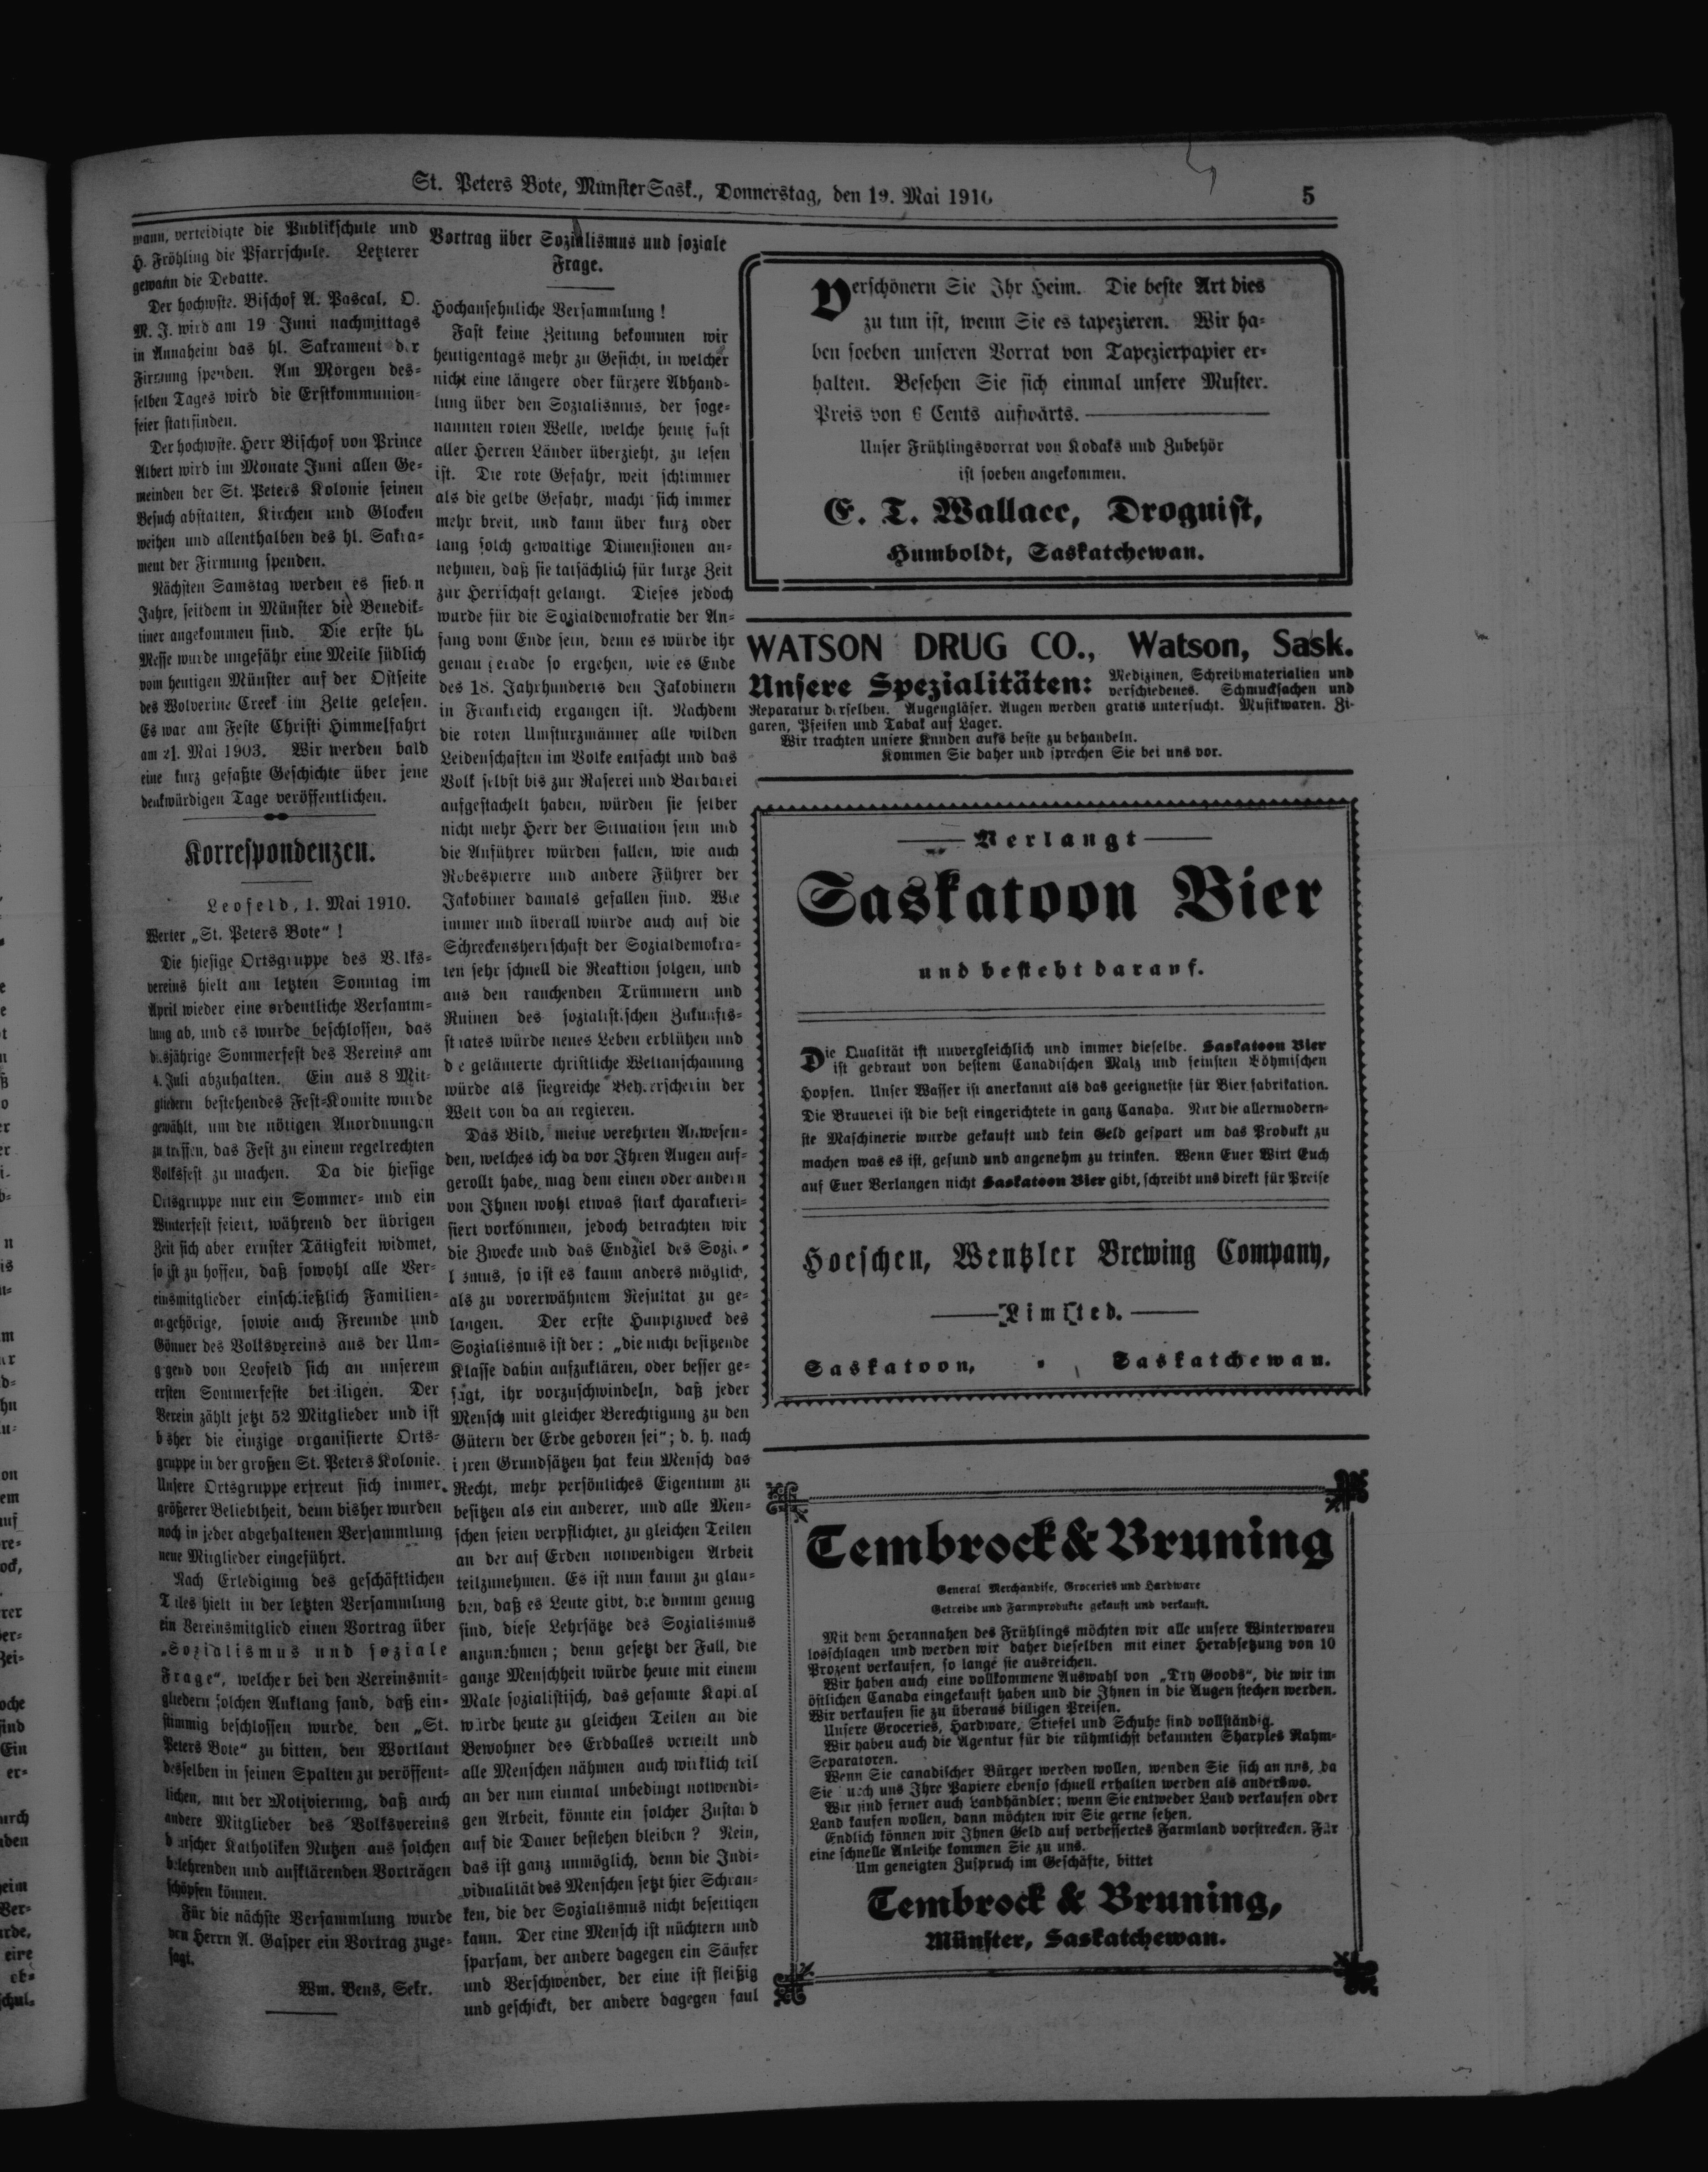 St. Peters Bote, Münster Sask., Donnerstag, den 19. Mai 1910
5
wann, verteidigte die Publikschule und
H. Fröhling die Pfarrschule. Letzterer
gewann die Debatte.
Der hochwste. Bischof A. Pascal, O.
M. J. wird am 19 Juni nachmittags
in Annaheim das hl. Sakrament der
Firmung spenden. Am Morgen des-
selben Tages wird die Erstkommunion-
feier stattfinden.
Der hochwste. Herr Bischof von Prince
Albert wird im Monate Juni allen Ge-
meinden der St. Peters Kolonie seinen
Besuch abstatten, Kirchen und Glocken
weihen und allenthalben des hl. Sakra-
ment der Firmung spenden.
Nächsten Samstag werden es sieben
Jahre, seitdem in Münster die Benedik-
tiner angekommen sind. Die erste hl.
Messe wurde ungefähr eine Meile südlich
vom heutigen Münster auf der Ostseite
des Wolverine Creek im Zelte gelesen.
Es war am Feste Christi Himmelfahrt
am 21. Mai 1903. Wir werden bald
eine kurz gefaßte Geschichte über jene
denkwürdigen Tage veröffentlichen.
Korrespondenzen.
Leofeld, 1. Mai 1910.
Werter „St. Peters Bote“ !
Die hiesige Ortsgruppe des Volks-
vereins hielt am letzten Sonntag im
April wieder eine ordentliche Versamm-
lung ab, und es wurde beschlossen, das
diesjährige Sommerfest des Vereins am
4. Juli abzuhalten. Ein aus 8 Mit-
gliedern bestehendes Fest-Komite wurde
gewählt, um die nötigen Anordnungen
zu treffen, das Fest zu einem regelrechten
Volksfest zu machen. Da die hiesige
Ortsgruppe nur ein Sommer- und ein
Winterfest feiert, während der übrigen
Zeit sich aber ernster Tätigkeit widmet,
so ist zu hoffen, daß sowohl alle Ver-
einsmitglieder einschließlich Familien-
angehörige, sowie auch Freunde und
Gönner des Volksvereins aus der Um-
gegend von Leofeld sich an unserem
ersten Sommerfeste beteiligen. Der
Verein zählt jetzt 52 Mitglieder und ist
bisher die einzige organisierte Orts-
gruppe in der großen St. Peters Kolonie.
Unsere Ortsgruppe erfreut sich immer
größerer Beliebtheit, denn bisher wurden
noch in jeder abgehaltenen Versammlung
neue Mitglieder eingeführt.
Nach Erledigung des geschäftlichen
Teiles hielt in der letzten Versammlung
ein Vereinsmitglied einen Vortrag über
„Sozialismus und soziale
Frage“, welcher bei den Vereinsmit-
gliedern solchen Anklang fand, daß ein-
stimmig beschlossen wurde, den „St.
Peters Bote“ zu bitten, den Wortlaut
desselben in seinen Spalten zu veröffent-
lichen, mit der Motivierung, daß auch
andere Mitglieder des Volksvereins
deutscher Katholiken Nutzen aus solchen
belehrenden und aufklärenden Vorträgen
schöpfen können.
Für die nächste Versammlung wurde
von Herrn A. Gasper ein Vortrag zuge-
sagt.
Wm. Bens, Sekr.
Vortrag über Sozialismus und soziale
Frage.
Hochansehnliche Versammlung !
Fast keine Zeitung bekommen wir
heutigentags mehr zu Gesicht, in welcher
nicht eine längere oder kürzere Abhand-
lung über den Sozialismus, der soge-
nannten roten Welle, welche heute fast
aller Herren Länder überzieht, zu lesen
ist. Die rote Gefahr, weit schlimmer
als die gelbe Gefahr, macht sich immer
mehr breit, und kann über kurz oder
lang solch gewaltige Dimensionen an-
nehmen, daß sie tatsächlich für kurze Zeit
zur Herrschaft gelangt. Dieses jedoch
wurde für die Sozialdemokratie der An-
fang vom Ende sein, denn es würde ihr
genau gerade so ergehen, wie es Ende
des 18. Jahrhunderts den Jakobinern
in Frankreich ergangen ist. Nachdem
die roten Umsturzmänner alle wilden
Leidenschaften im Volke entfacht und das
Volk selbst bis zur Raserei und Barbarei
aufgestachelt haben, würden sie selber
nicht mehr Herr der Situation sein und
die Anführer würden fallen, wie auch
Robespierre und andere Führer der
Jakobiner damals gefallen sind. Wie
immer und überall würde auch auf die
Schreckensherrschaft der Sozialdemokra-
ten sehr schnell die Reaktion folgen, und
aus den rauchenden Trümmern und
Ruinen des sozialistischen Zukunfts-
staates würde neues Leben erblühen und
die geläuterte christliche Weltanschauung
würde als siegreiche Beherrscherin der
Welt von da an regieren.
Das Bild, meine verehrten Anwesen-
den, welches ich da vor Ihren Augen auf-
gerollt habe, mag dem einen oder andern
von Ihnen wohl etwas stark charakteri-
siert vorkommen, jedoch betrachten wir
die Zwecke und das Endziel des Sozia-
lismus, so ist es kaum anders möglich,
als zu vorerwähntem Resultat zu ge-
langen. Der erste Hauptzweck des
Sozialismus ist der : „die nicht besitzende
Klasse dahin aufzuklären, oder besser ge-
sagt, ihr vorzuschwindeln, daß jeder
Mensch mit gleicher Berechtigung zu den
Gütern der Erde geboren sei“; d. h. nach
ihren Grundsätzen hat kein Mensch das
Recht, mehr persönliches Eigentum zu
besitzen als ein anderer, und alle Men-
schen seien verpflichtet, zu gleichen Teilen
an der auf Erden notwendigen Arbeit
teilzunehmen. Es ist nun kaum zu glau-
ben, daß es Leute gibt, die dumm genug
sind, diese Lehrsätze des Sozialismus
anzunehmen; denn gesetzt der Fall, die
ganze Menschheit würde heute mit einem
Male sozialistisch, das gesamte Kapital
würde heute zu gleichen Teilen an die
Bewohner des Erdballes verteilt und
alle Menschen nähmen auch wirklich teil
an der nun einmal unbedingt notwendi-
gen Arbeit, könnte ein solcher Zustand
auf die Dauer bestehen bleiben ? Nein,
das ist ganz unmöglich, denn die Indi-
vidualität des Menschen setzt hier Schran-
ken, die der Sozialismus nicht beseitigen
kann. Der eine Mensch ist nüchtern und
sparsam, der andere dagegen ein Säufer
und Verschwender, der eine ist fleißig
und geschickt, der andere dagegen faul
Verschönern Sie Ihr Heim. Die beste Art dies
zu tun ist, wenn Sie es tapezieren. Wir ha-
ben soeben unseren Vorrat von Tapezierpapier er-
halten. Besehen Sie sich einmal unsere Muster.
Preis von 6 Cents aufwärts.
Unser Frühlingsvorrat von Kodaks und Zubehör
ist soeben angekommen.
E. T. Wallace, Droguist,
Humboldt, Saskatchewan.
WATSON DRUG CO., Watson, Sask.
Unsere Spezialitäten: Medizinen, Schreibmaterialien und
verschiedenes. Schmucksachen und
Reparatur derselben. Augengläser. Augen werden gratis untersucht. Musikwaren. Zi-
garen, Pfeifen und Tabak auf Lager.
Wir trachten unsere Kunden aufs beste zu behandeln.
Kommen Sie daher und sprechen Sie bei uns vor.
Verlangt
Saskatoon Bier
und besteht darauf.
Die Qualität ist unvergleichlich und immer dieselbe. Saskatoon Bier
ist gebraut von bestem Canadischen Malz und feinsten Böhmischen
Hopfen. Unser Wasser ist anerkannt als das geeignetste für Bier fabrikation.
Die Brauerei ist die best eingerichtete in ganz Canada. Nur die allermodern-
ste Maschinerie wurde gekauft und kein Geld gespart um das Produkt zu
machen was es ist, gesund und angenehm zu trinken. Wenn Euer Wirt Euch
auf Euer Verlangen nicht Saskatoon Bier gibt, schreibt uns direkt für Preise
Hoeschen, Wentzler Brewing Company,
Limited.
Saskatoon, - Saskatchewan.
Tembrock & Bruning
General Merchandise, Groceries und Hardware
Getreide und Farmprodukte gekauft und verkauft.
Mit dem Herannahen des Frühlings möchten wir alle unsere Winterwaren
losschlagen und werden wir daher dieselben mit einer Herabsetzung von 10
Prozent verkaufen, so lange sie ausreichen.
Wir haben auch eine vollkommene Auswahl von „Dry Goods“, die wir im
östlichen Canada eingekauft haben und die Ihnen in die Augen stechen werden.
Wir verkaufen sie zu überaus billigen Preisen.
Unsere Groceries, Hardware, Stiefel und Schuhe sind vollständig.
Wir haben auch die Agentur für die rühmlichst bekannten Sharples Rahm-
Separatoren.
Wenn Sie canadischer Bürger werden wollen, wenden Sie sich an uns, da
Sie durch uns Ihre Papiere ebenso schnell erhalten werden als anderswo.
Wir sind ferner auch Landhändler; wenn Sie entweder Land verkaufen oder
Land kaufen wollen, dann möchten wir Sie gerne sehen.
Endlich können wir Ihnen Geld auf verbessertes Farmland vorstrecken. Für
eine schnelle Anleihe kommen Sie zu uns.
Um geneigten Zuspruch im Geschäfte, bittet
Tembrock & Bruning,
Münster, Saskatchewan.